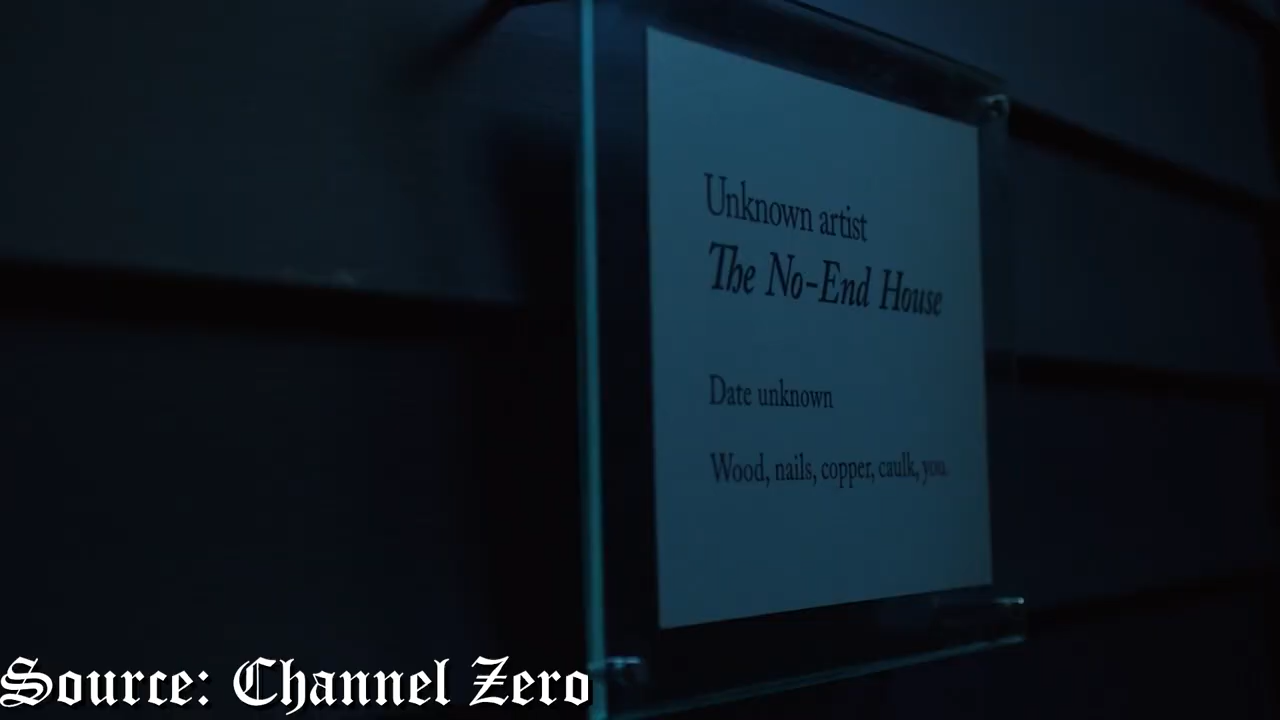 Unknown artist
The No-End House
Date unknown
Wood, nails, copper, caulk, you.
Source: Channel Zero